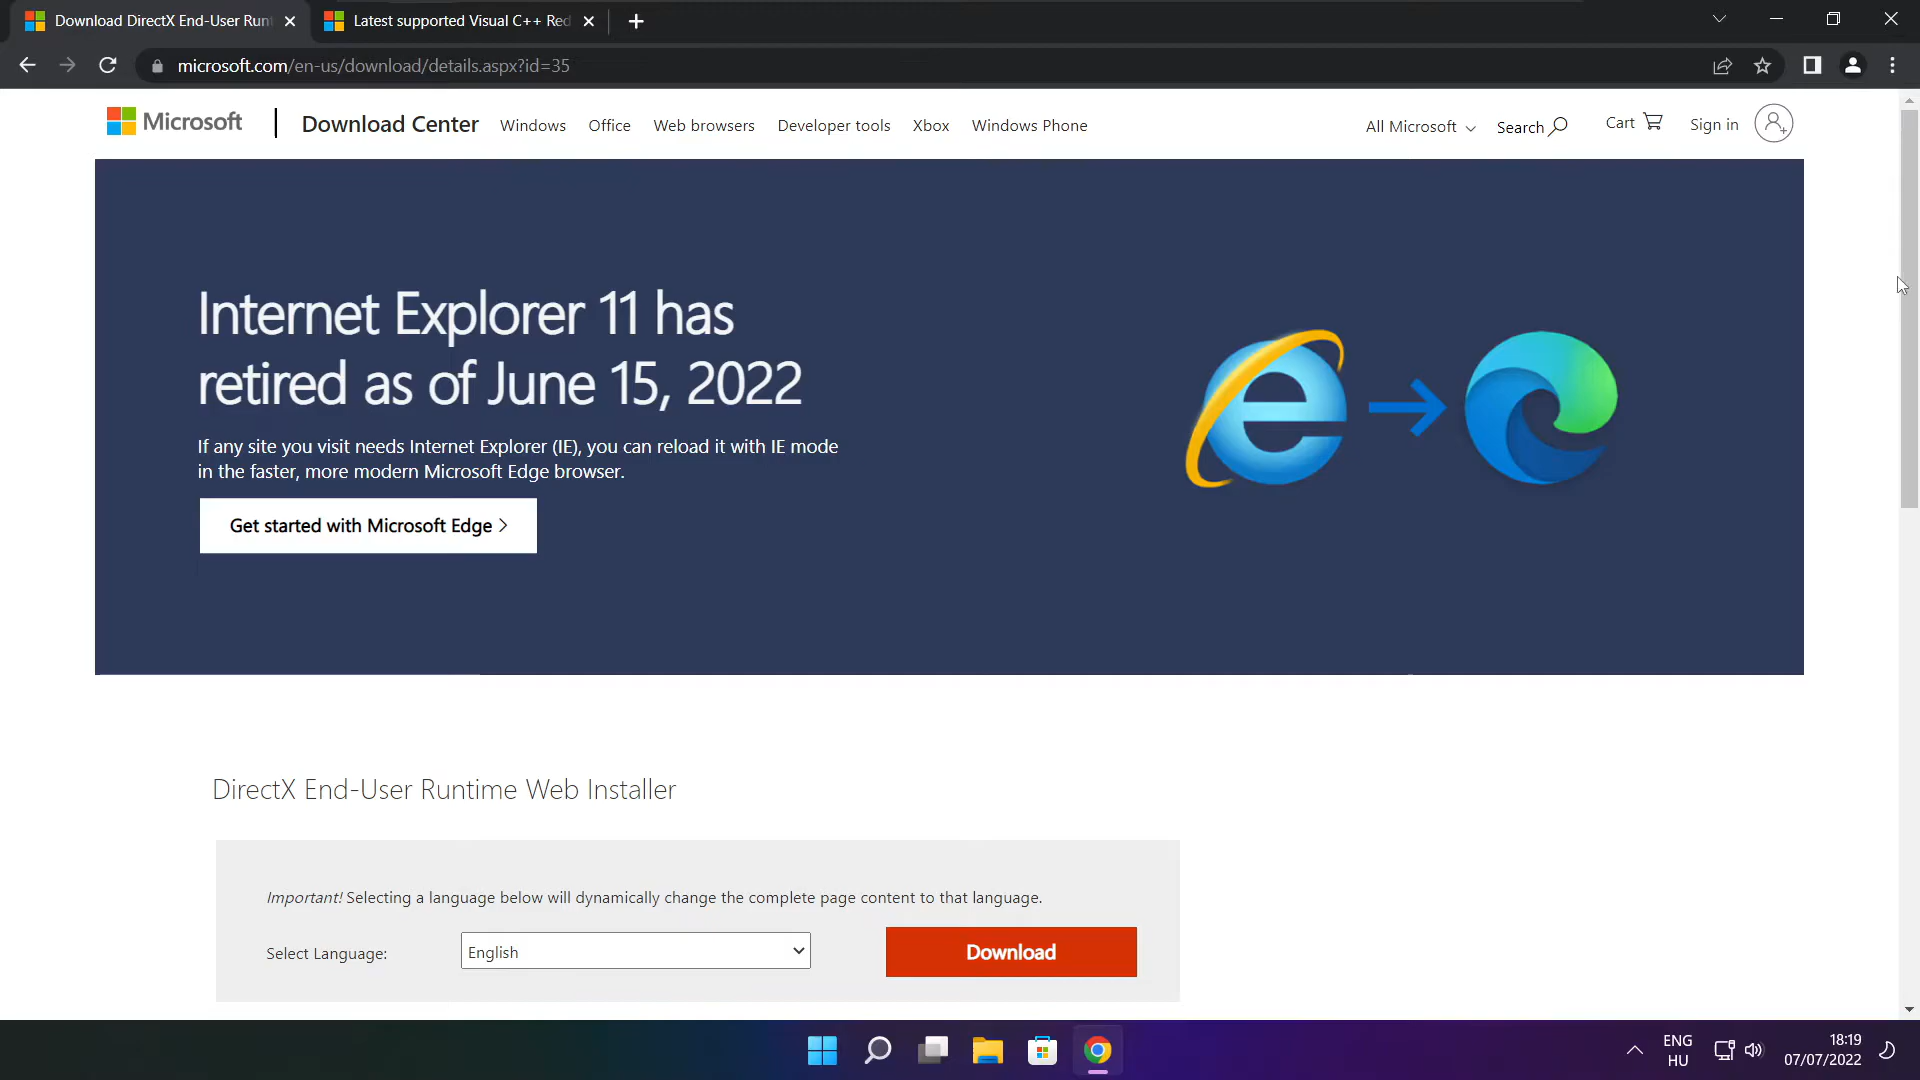 Download DirectX End-User Runt
Latest supported Visual C++ Red
microsoft.com/en-us/download/details.aspx?id=35
Microsoft
Download Center
Windows
Office
Web browsers
Developer tools
Xbox
Windows Phone
All Microsoft
Search
Cart
Sign in
Internet Explorer 11 has
retired as of June 15, 2022
If any site you visit needs Internet Explorer (IE), you can reload it with IE mode
in the faster, more modern Microsoft Edge browser.
Get started with Microsoft Edge >
DirectX End-User Runtime Web Installer
Important! Selecting a language below will dynamically change the complete page content to that language.
Select Language:
English
Download
ENG
HU
18:19
07/07/2022